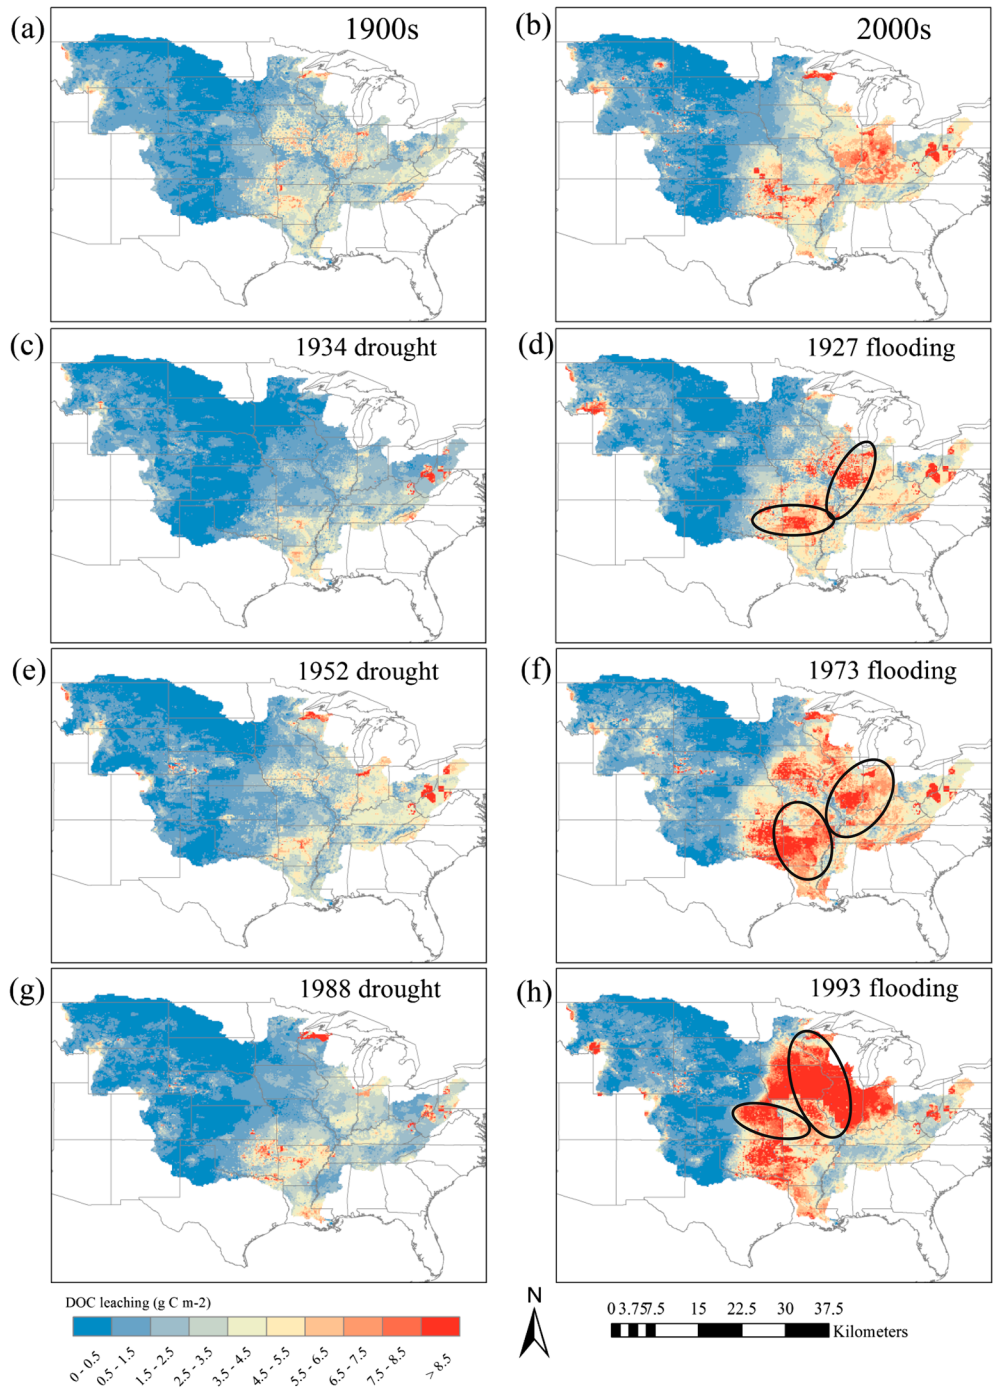 (a) 1900s
(b) 2000s
(c) 1934 drought
(d) 1927 flooding
(e) 1952 drought
(f) 1973 flooding
(g) 1988 drought
(h) 1993 flooding
DOC leaching (g C m-2)
0 - 0.5
0.5 - 1.5
1.5 - 2.5
2.5 - 3.5
3.5 - 4.5
4.5 - 5.5
5.5 - 6.5
6.5 - 7.5
7.5 - 8.5
> 8.5
N
0 3.75 7.5 15 22.5 30 37.5
Kilometers